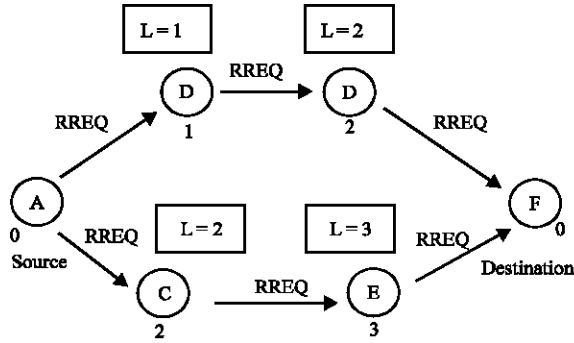 L = 1
L = 2
RREQ
D
D
1
2
RREQ
RREQ
A
F
0
0
Source
RREQ
L = 2
L = 3
RREQ
Destination
C
RREQ
E
2
3